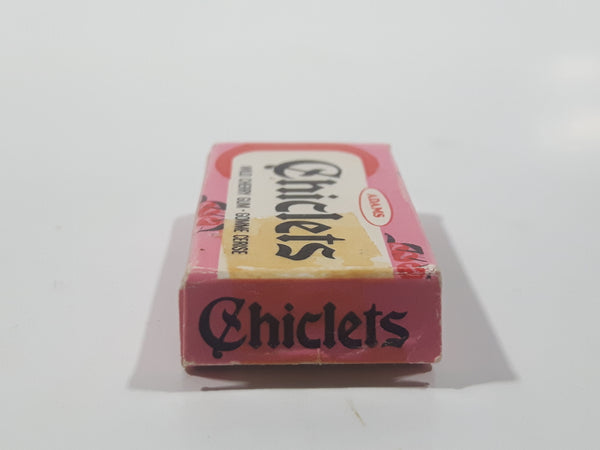 ADAMS
Chiclets
WILD CHERRY GUM - GOMME CERISE
Chiclets